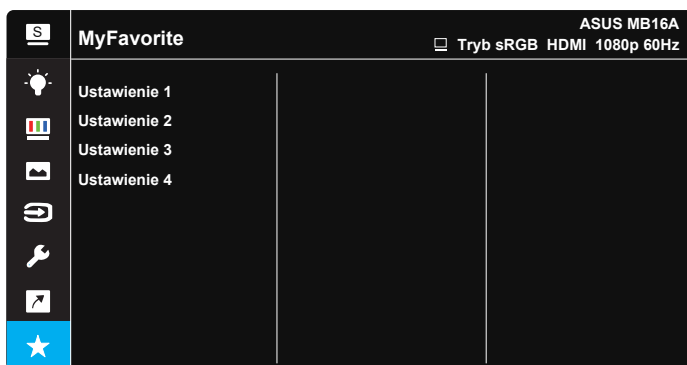 S
MyFavorite
ASUS MB16A
Tryb sRGB HDMI 1080p 60Hz
Ustawienie 1
Ustawienie 2
Ustawienie 3
Ustawienie 4